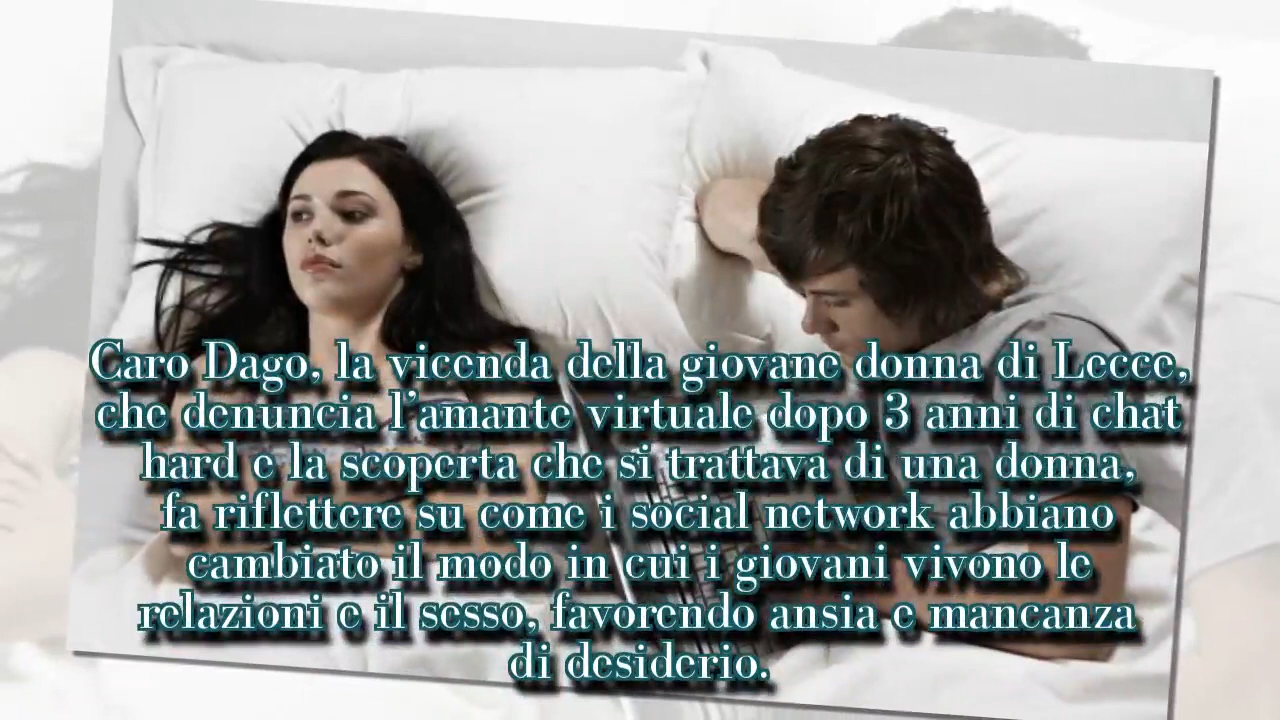 Caro Dago, la vicenda della giovane donna di Lecce,
che denuncia l'amante virtuale dopo 3 anni di chat
hard e la scoperta che si trattava di una donna,
fa riflettere su come i social network abbiano
cambiato il modo in cui i giovani vivono le
relazioni e il sesso, favorendo ansia e mancanza
di desiderio.